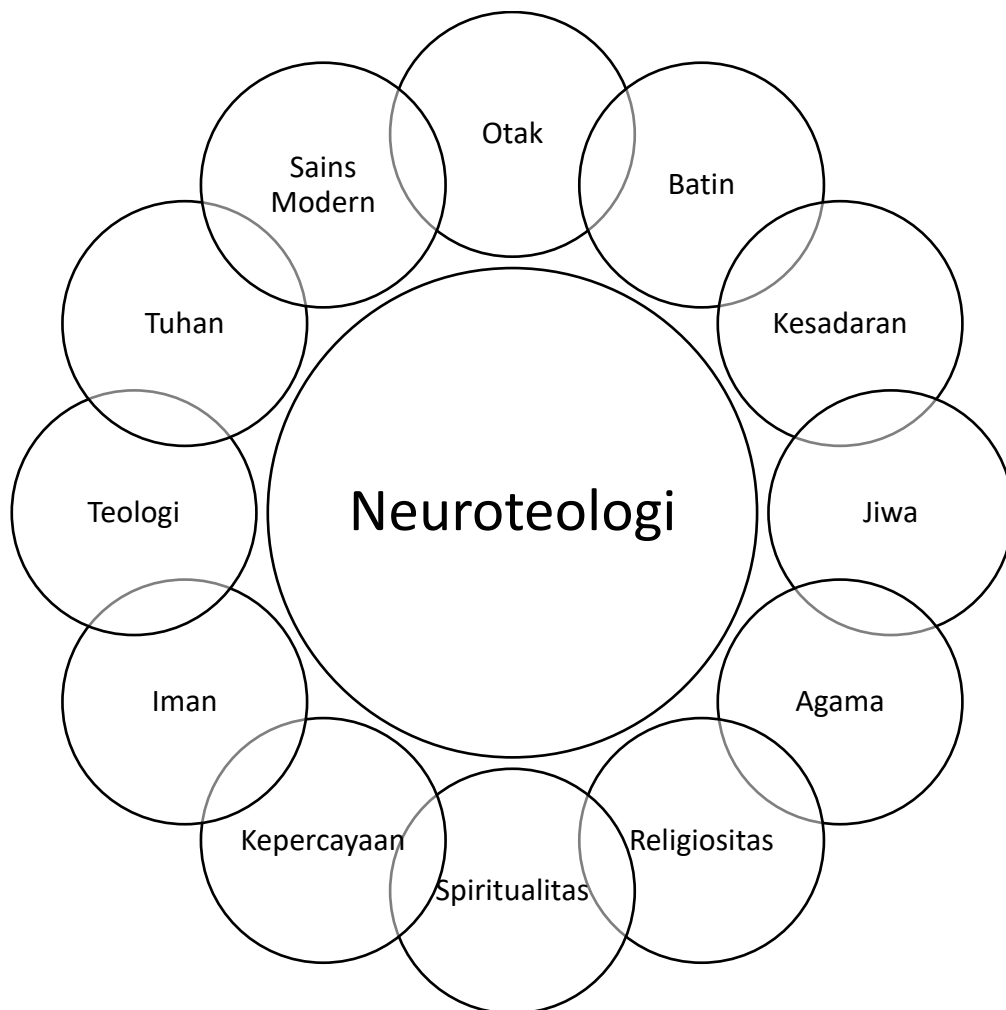 Otak
Batin
Kesadaran
Jiwa
Agama
Religiositas
Spiritualitas
Kepercayaan
Iman
Teologi
Tuhan
Sains
Modern
Neuroteologi